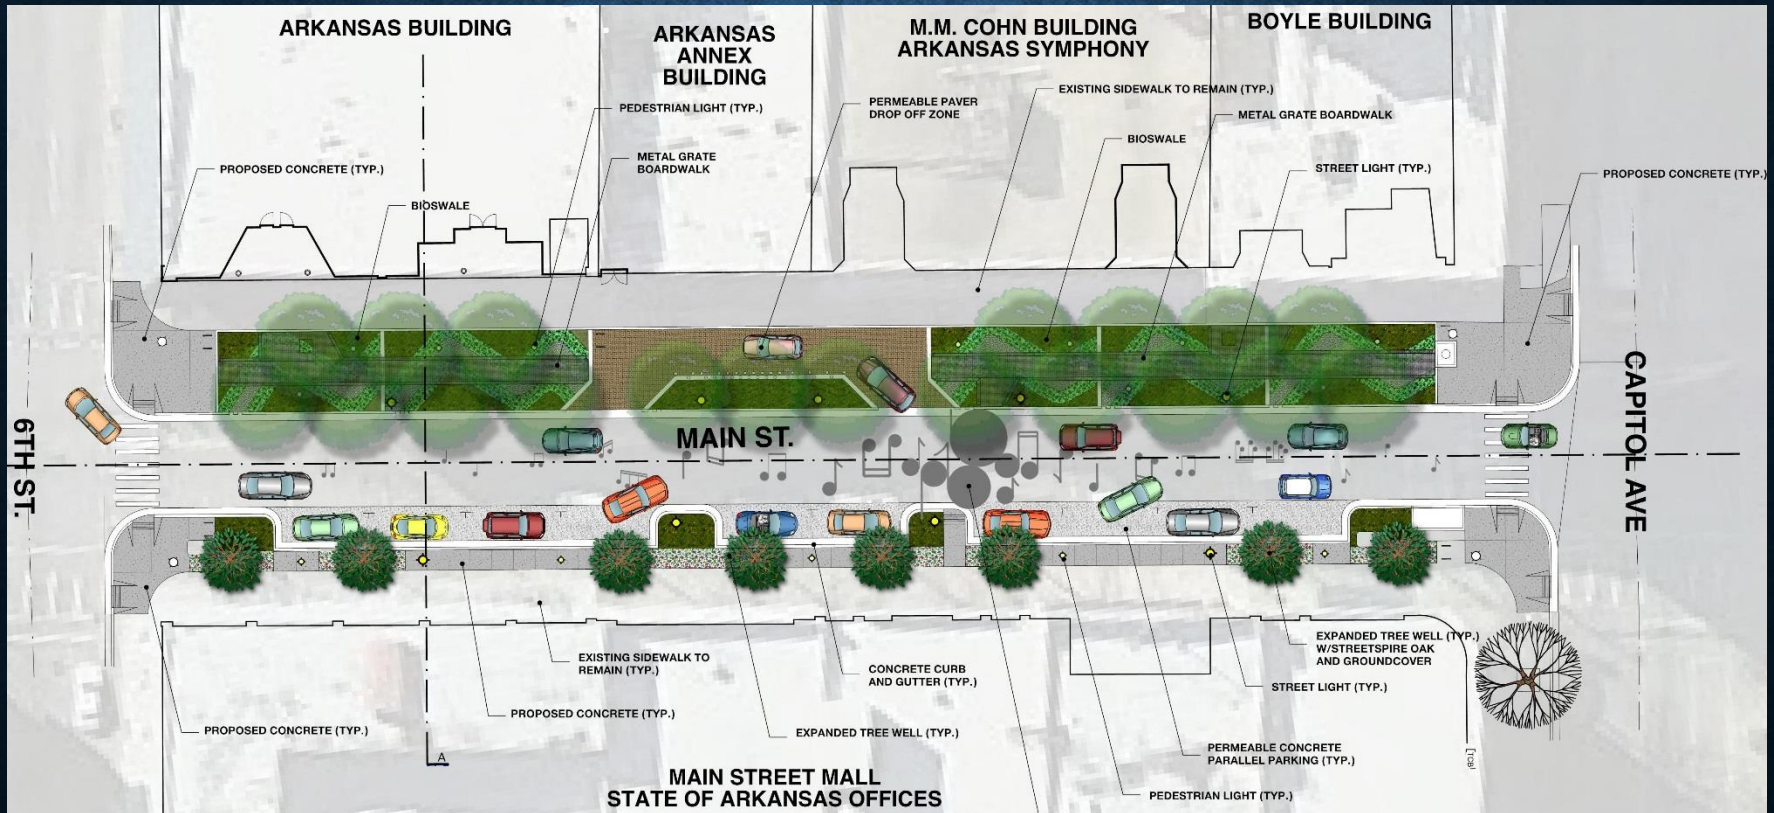 ARKANSAS BUILDING
ARKANSAS
ANNEX
BUILDING
M.M. COHN BUILDING
ARKANSAS SYMPHONY
BOYLE BUILDING
PEDESTRIAN LIGHT (TYP.)
PERMEABLE PAVER
DROP OFF ZONE
EXISTING SIDEWALK TO REMAIN (TYP.)
METAL GRATE BOARDWALK
BIOSWALE
METAL GRATE
BOARDWALK
STREET LIGHT (TYP.)
PROPOSED CONCRETE (TYP.)
PROPOSED CONCRETE (TYP.)
BIOSWALE
6TH ST.
MAIN ST.
CAPITOL AVE
EXISTING SIDEWALK TO
REMAIN (TYP.)
CONCRETE CURB
AND GUTTER (TYP.)
EXPANDED TREE WELL (TYP.)
W/STREETSPIRE OAK
AND GROUNDCOVER
STREET LIGHT (TYP.)
PROPOSED CONCRETE (TYP.)
PROPOSED CONCRETE (TYP.)
EXPANDED TREE WELL (TYP.)
PERMEABLE CONCRETE
PARALLEL PARKING (TYP.)
A
[TCB]
MAIN STREET MALL
STATE OF ARKANSAS OFFICES
PEDESTRIAN LIGHT (TYP.)